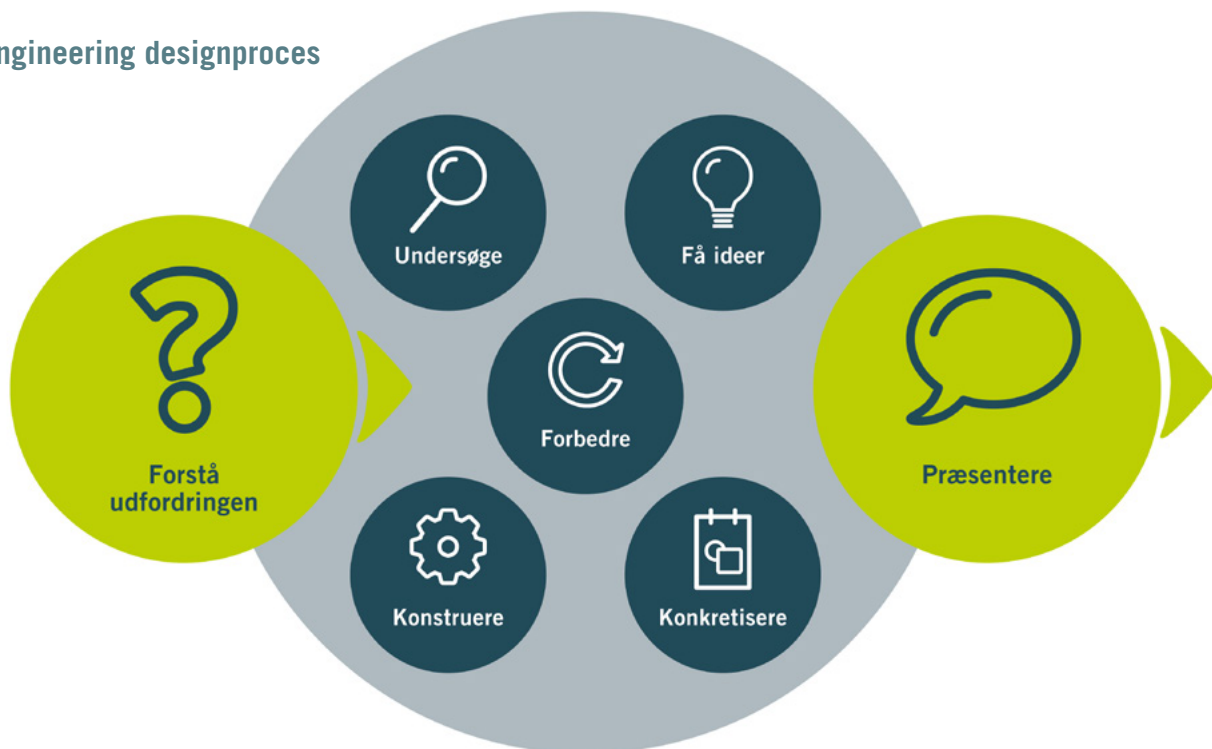 ngineering designproces
Undersøge
Få ideer
Forstå
udfordringen
Forbedre
Præsentere
Konstruere
Konkretisere